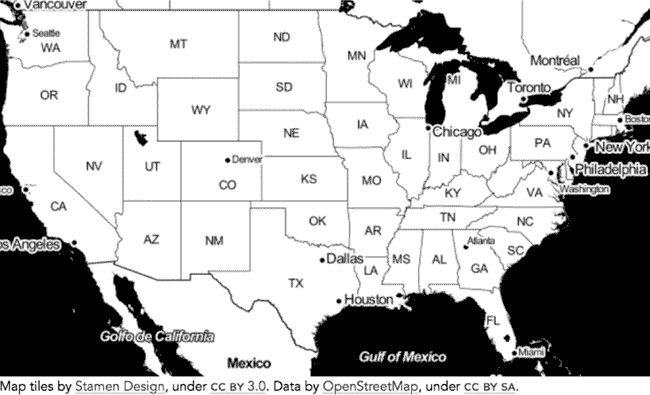 Vancouver
Seattle
WA
MT
ND
MN
WI
MI
Montréal
Toronto
OR
ID
WY
SD
NH
NY
Boston
IA
Chicago
NE
NV
UT
Denver
CO
IL
IN
OH
PA
New York
Philadelphia
Washington
KS
MO
KY
VA
CA
os Angeles
AZ
NM
OK
AR
TN
NC
SC
Atlanta
Dallas
LA
MS
AL
GA
TX
Houston
FL
Miami
Golfo de California
Mexico
Gulf of Mexico
Map tiles by Stamen Design, under CC BY 3.0. Data by OpenStreetMap, under CC BY SA.